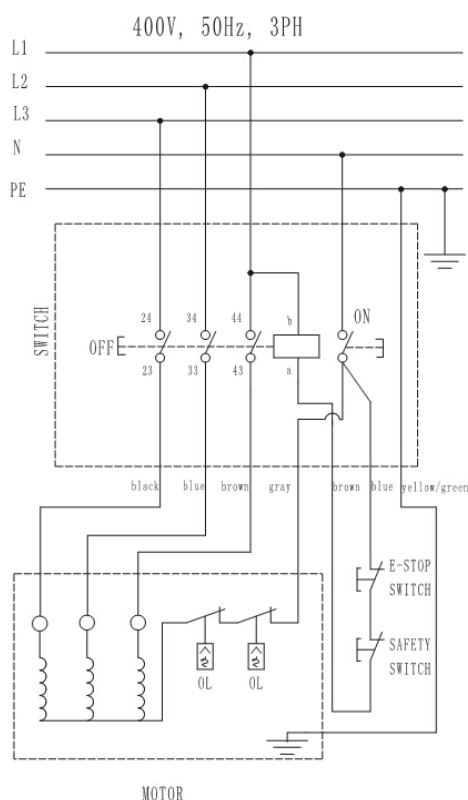 400V, 50Hz, 3PH
L1
L2
L3
N
PE
SWITCH
24 34 44 h ON
OFF
23 33 43 a
black blue brown gray brown blue yellow/green
E-STOP
SWITCH
SAFETY
SWITCH
OL OL
MOTOR